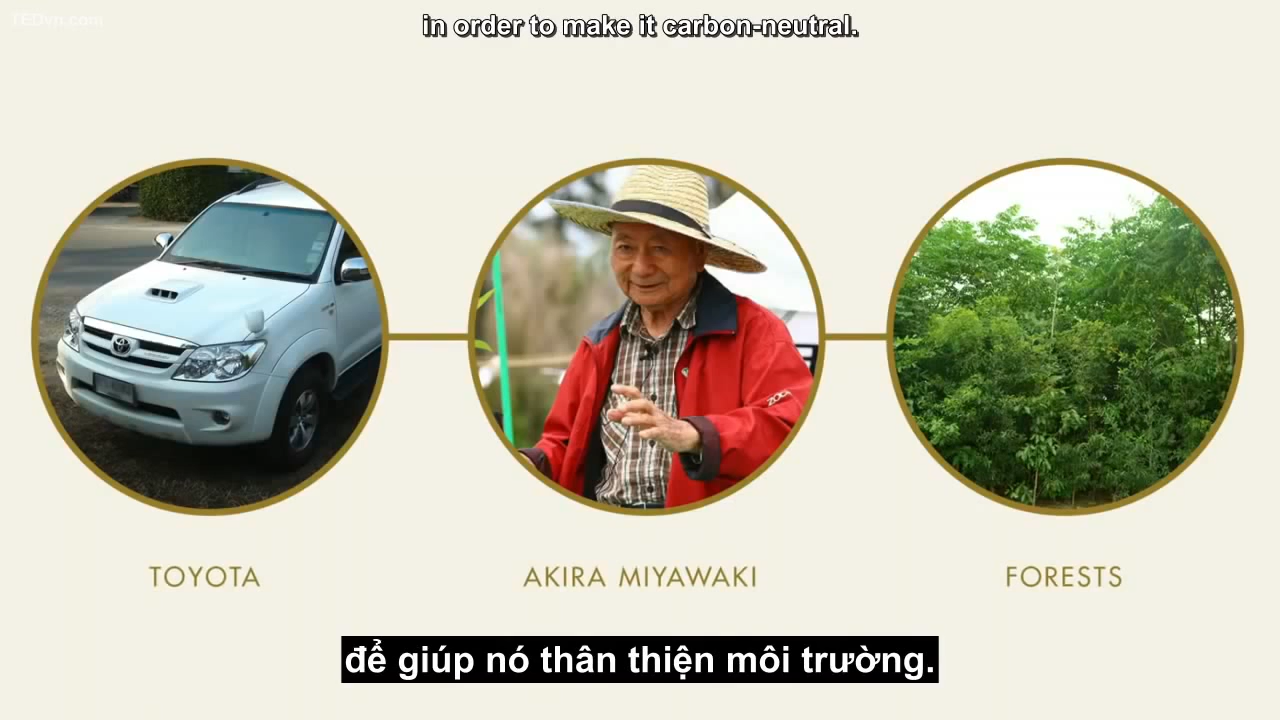 TEDvn.com
in order to make it carbon-neutral.
TOYOTA
AKIRA MIYAWAKI
FORESTS
để giúp nó thân thiện môi trường.